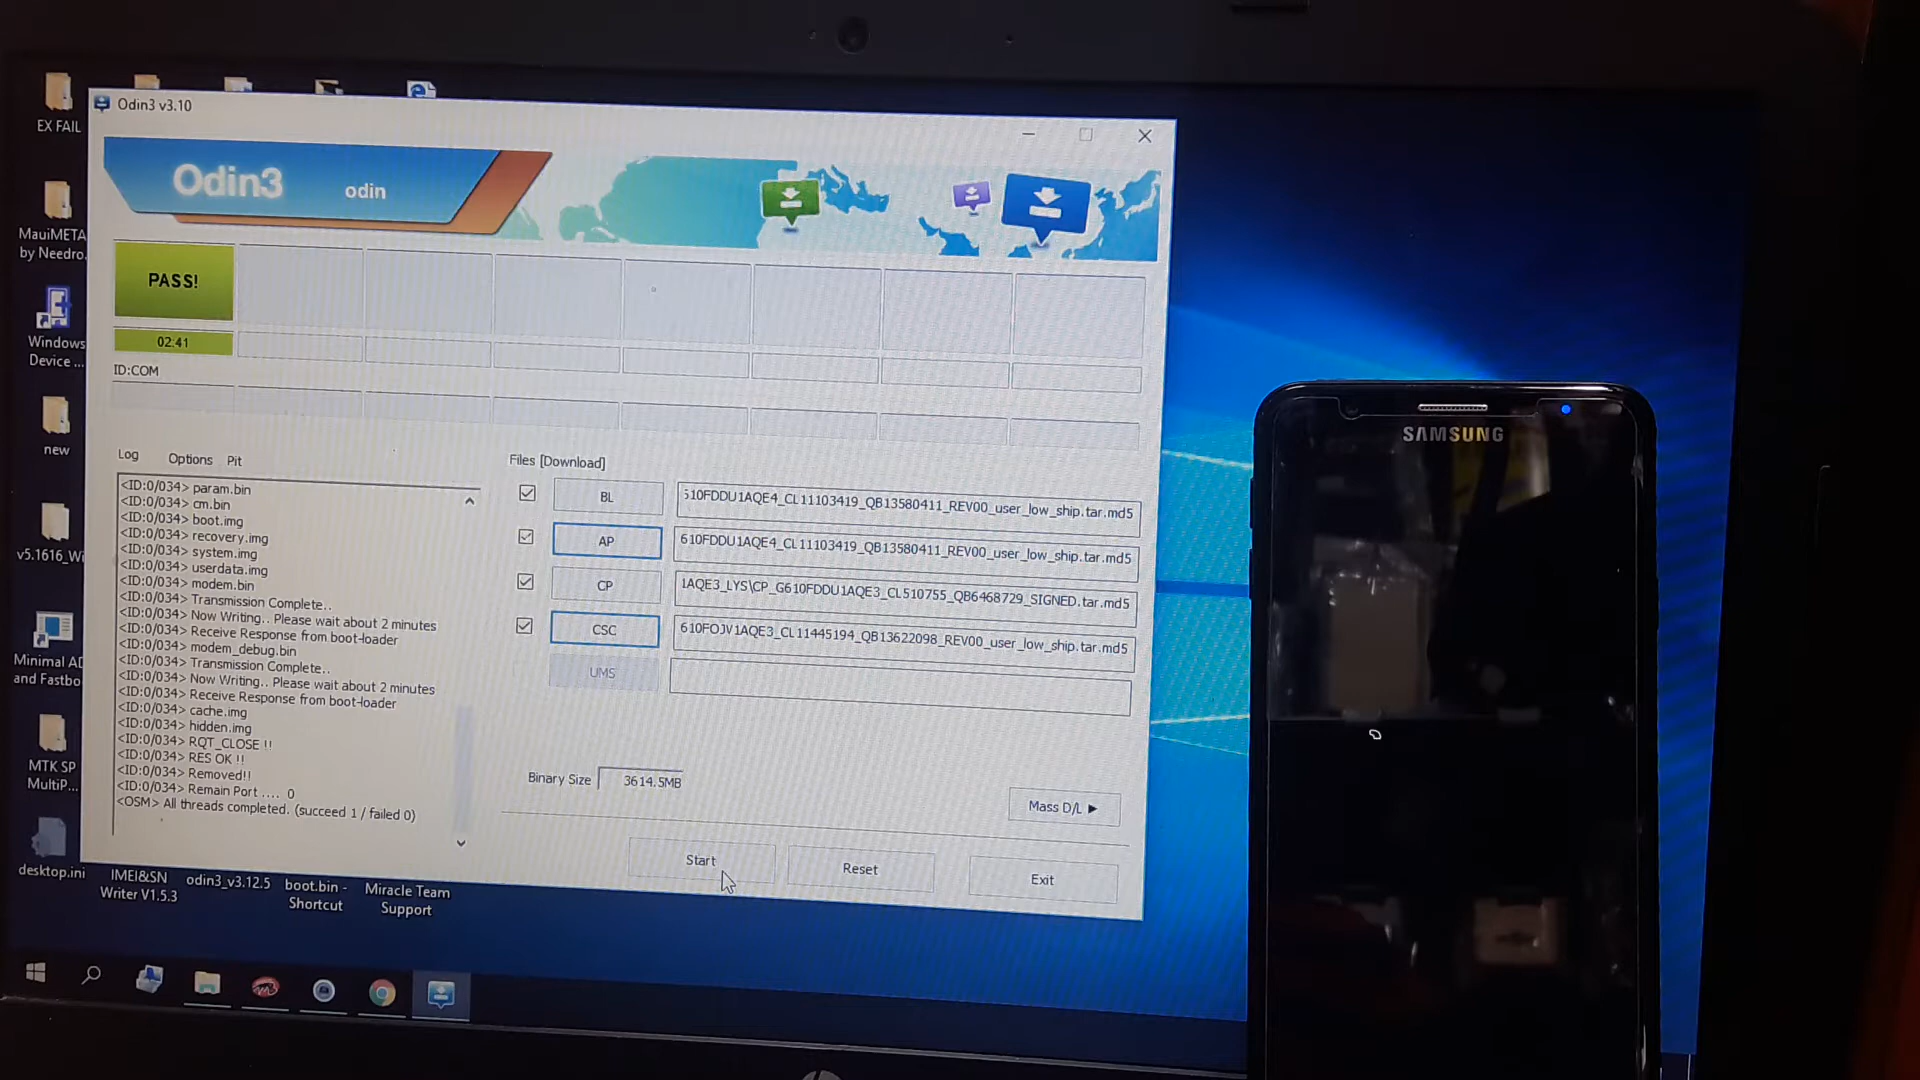 EX FAIL
MauiMETA
by Needro.
Windows
Device ...
new
v5.1616_Wi
Minimal AD
and Fastbo
MTK SP
MultiP...
desktop.ini
IMEI&SN
Writer V1.5.3
odin3_v3.12.5
boot.bin -
Shortcut
Miracle Team
Support
Odin3 v3.10
Odin3 odin
PASS!
02:41
ID:COM
Log Options Pit
<ID:0/034> param.bin
<ID:0/034> cm.bin
<ID:0/034> boot.img
<ID:0/034> recovery.img
<ID:0/034> system.img
<ID:0/034> userdata.img
<ID:0/034> modem.bin
<ID:0/034> Transmission Complete..
<ID:0/034> Now Writing.. Please wait about 2 minutes
<ID:0/034> Receive Response from boot-loader
<ID:0/034> modem_debug.bin
<ID:0/034> Transmission Complete..
<ID:0/034> Now Writing.. Please wait about 2 minutes
<ID:0/034> Receive Response from boot-loader
<ID:0/034> cache.img
<ID:0/034> hidden.img
<ID:0/034> RQT_CLOSE !!
<ID:0/034> RES OK !!
<ID:0/034> Removed!!
<ID:0/034> Remain Port .... 0
<OSM> All threads completed. (succeed 1 / failed 0)
Files [Download]
BL 510FDDU1AQE4_CL11103419_QB13580411_REV00_user_low_ship.tar.md5
AP 610FDDU1AQE4_CL11103419_QB13580411_REV00_user_low_ship.tar.md5
CP 1AQE3_LYS\CP_G610FDDU1AQE3_CL510755_QB6468729_SIGNED.tar.md5
CSC 610FOJV1AQE3_CL11445194_QB13622098_REV00_user_low_ship.tar.md5
UMS
Binary Size 3614.5MB
Mass D/L ▶
Start Reset Exit
SAMSUNG